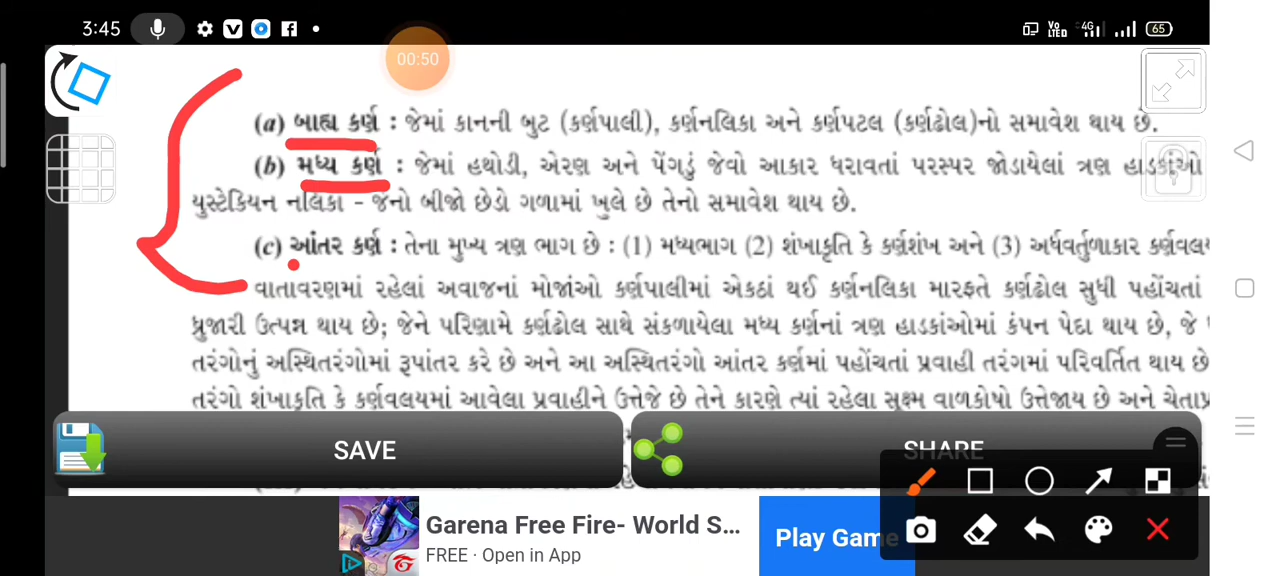 3:45
Vo LTED 4G 65
00:50
(a) બાહ્ય કર્ણ : જેમાં કાનની બુટ (કર્ણપાલી), કર્ણનલિકા અને કર્ણપટલ (કર્ણઢોલ)નો સમાવેશ થાય છે.
(b) મધ્ય કર્ણ : જેમાં હથોડી, એરણ અને પેંગડું જેવો આકાર ધરાવતાં પરસ્પર જોડાયેલાં ત્રણ હાડકાંઓ
યુસ્ટેકિયન નલિકા - જેનો બીજો છેડો ગળામાં ખુલે છે તેનો સમાવેશ થાય છે.
(c) આંતર કર્ણ : તેના મુખ્ય ત્રણ ભાગ છે : (1) મધ્યભાગ (2) શંખાકૃતિ કે કર્ણશંખ અને (3) અર્ધવર્તુળાકાર
વાતાવરણમાં રહેલાં અવાજનાં મોજાંઓ કર્ણપાલીમાં એકઠાં થઈ કર્ણનલિકા મારફતે કર્ણઢોલ સુધી પહોંચતાં
ધ્રુજારી ઉત્પન્ન થાય છે; જેને પરિણામે કર્ણઢોલ સાથે સંકળાયેલા મધ્ય કર્ણનાં ત્રણ હાડકાંઓમાં કંપન પેદા થાય છે, જે
તરંગોનું અસ્થિતરંગોમાં રૂપાંતર કરે છે અને આ અસ્થિતરંગો આંતર કર્ણમાં પહોંચતાં પ્રવાહી તરંગમાં પરિવર્તિત થાય છે
તરંગો શંખાકૃતિ કે કર્ણવલયમાં આવેલા પ્રવાહીને ઉત્તેજે છે તેને કારણે ત્યાં રહેલા સૂક્ષ્મ વાળકોષો ઉત્તેજાય છે અને
SAVE SHARE
Garena Free Fire- World S...
FREE · Open in App
Play Game